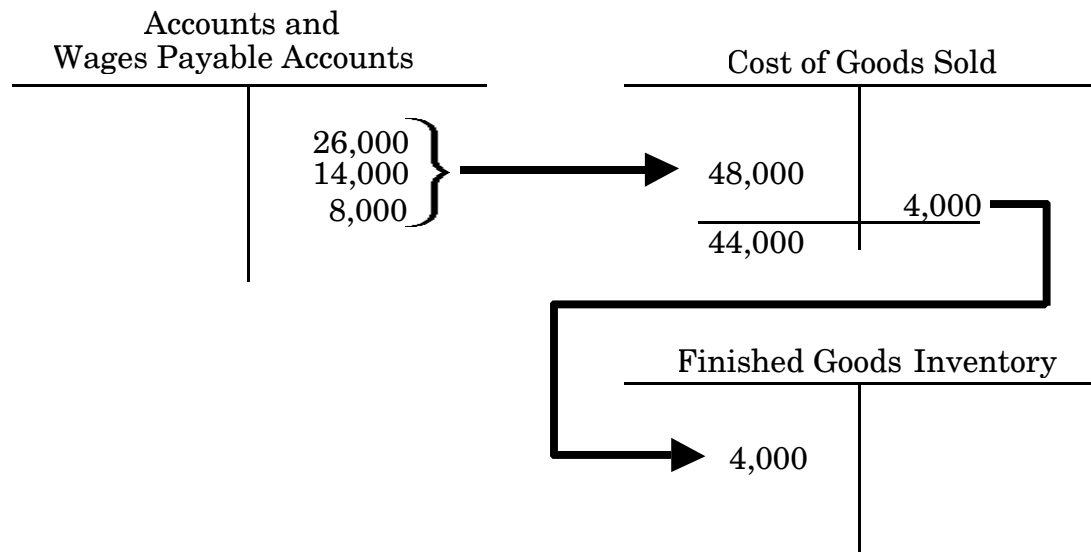 Accounts and
Wages Payable Accounts
Cost of Goods Sold
26,000
14,000
8,000
48,000
4,000
44,000
Finished Goods Inventory
4,000